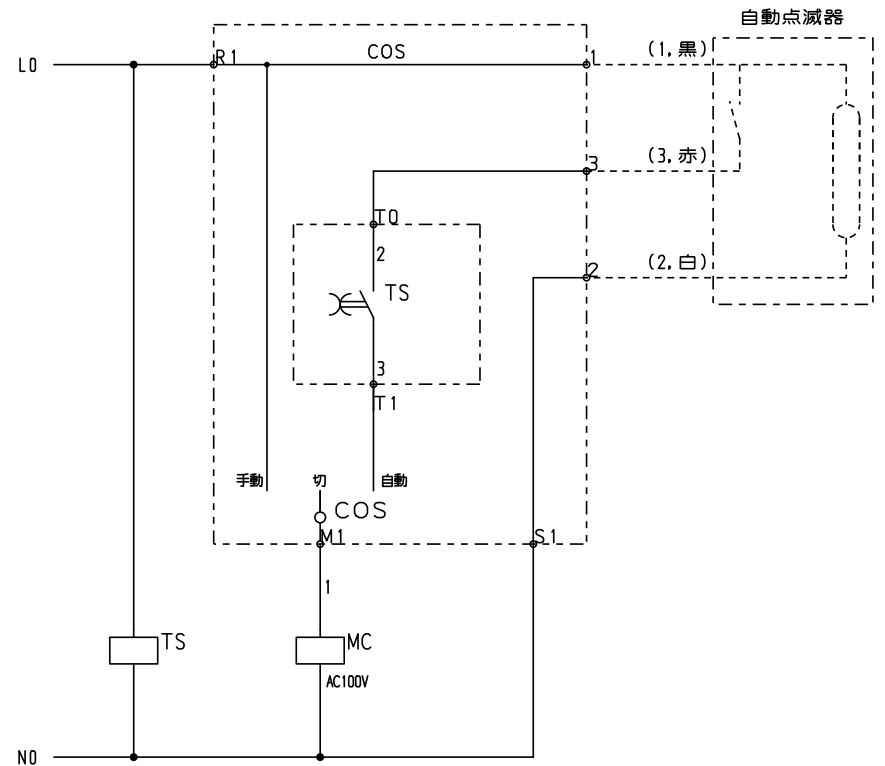 自動点滅器
COS
(1,黒)
L0
R1
1
(3,赤)
3
T0
2
(2,白)
2
TS
3
T1
手動
切
自動
COS
M1
S1
1
TS
MC
AC100V
N0